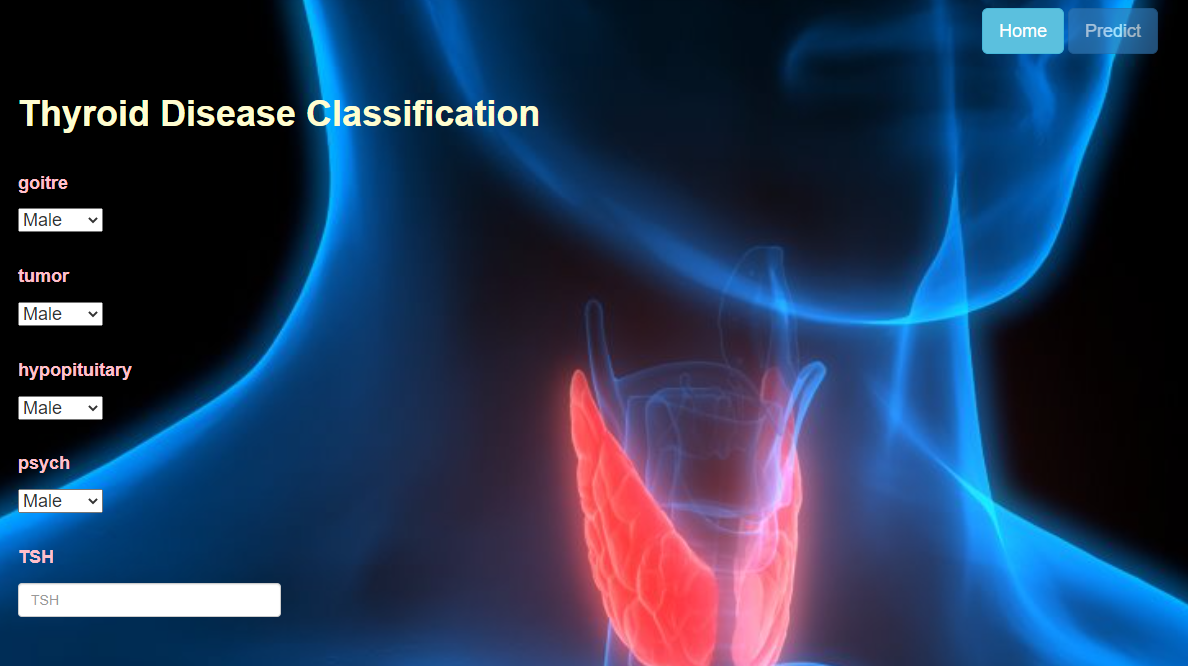 Home Predict
Thyroid Disease Classification
goitre
Male
tumor
Male
hypopituitary
Male
psych
Male
TSH
TSH